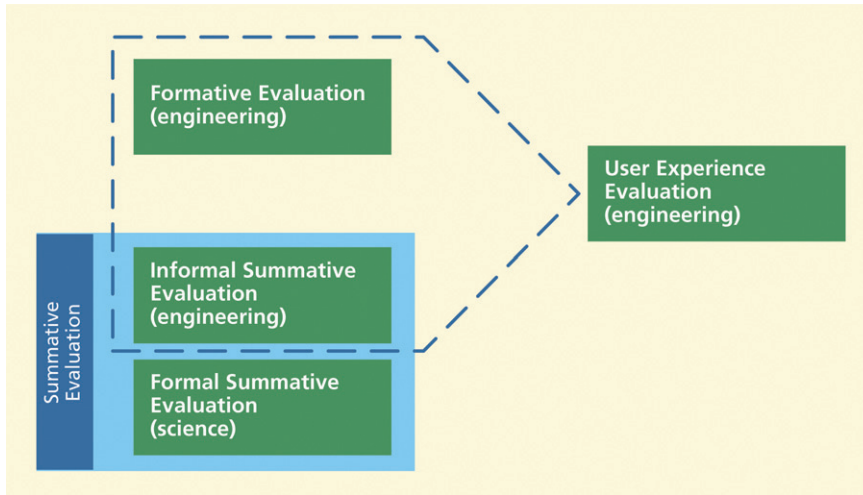 Formative Evaluation
(engineering)
User Experience
Evaluation
(engineering)
Summative
Evaluation
Informal Summative
Evaluation
(engineering)
Formal Summative
Evaluation
(science)